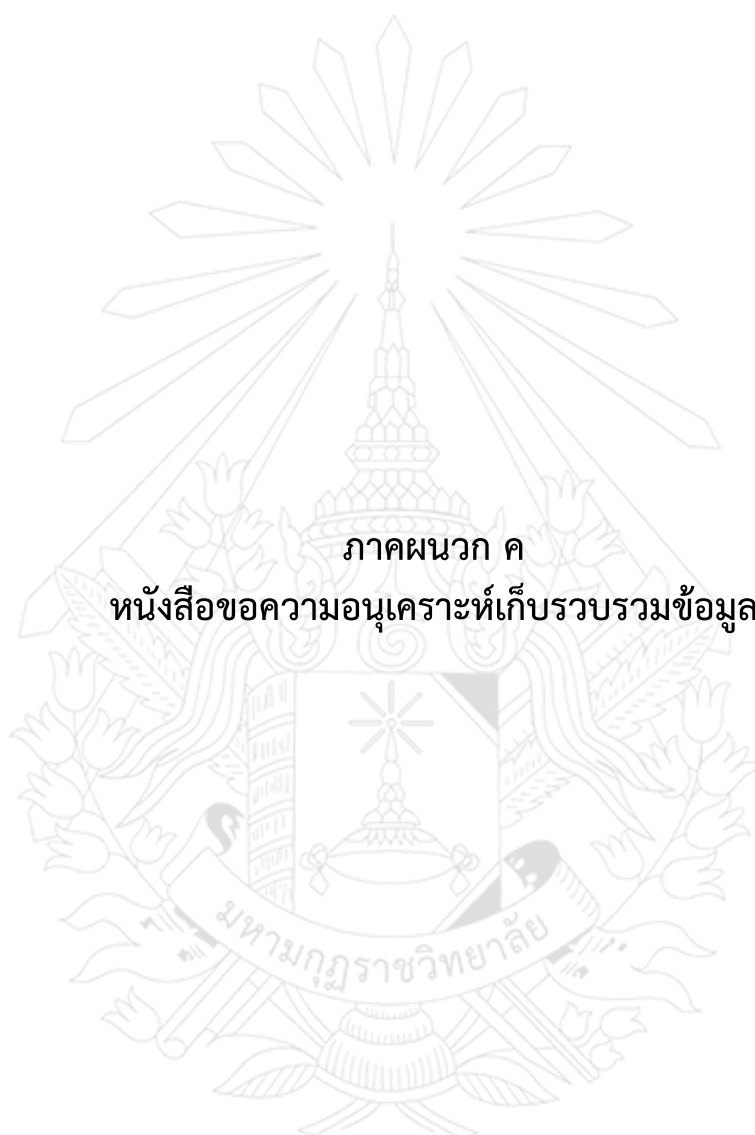 ภาคผนวก ค
หนังสือขอความอนุเคราะห์เก็บรวบรวมข้อมูล
มหามกุฏราชวิทยาลัย